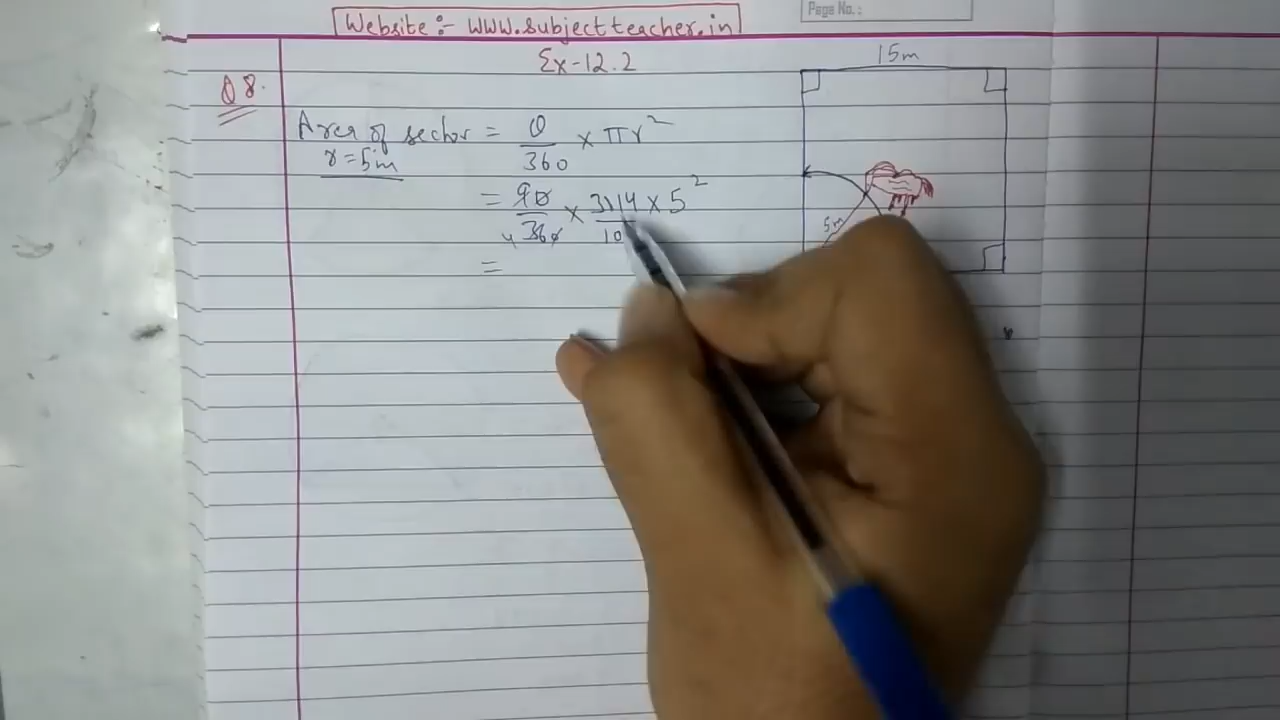 Page No.:
Website :- www.subjectteacher.in
Ex-12.2
15m
Q8.
Area of sector = θ/360 × πr²
r = 5m
= 90/360 × 314/10 × 5²
4
5m
=